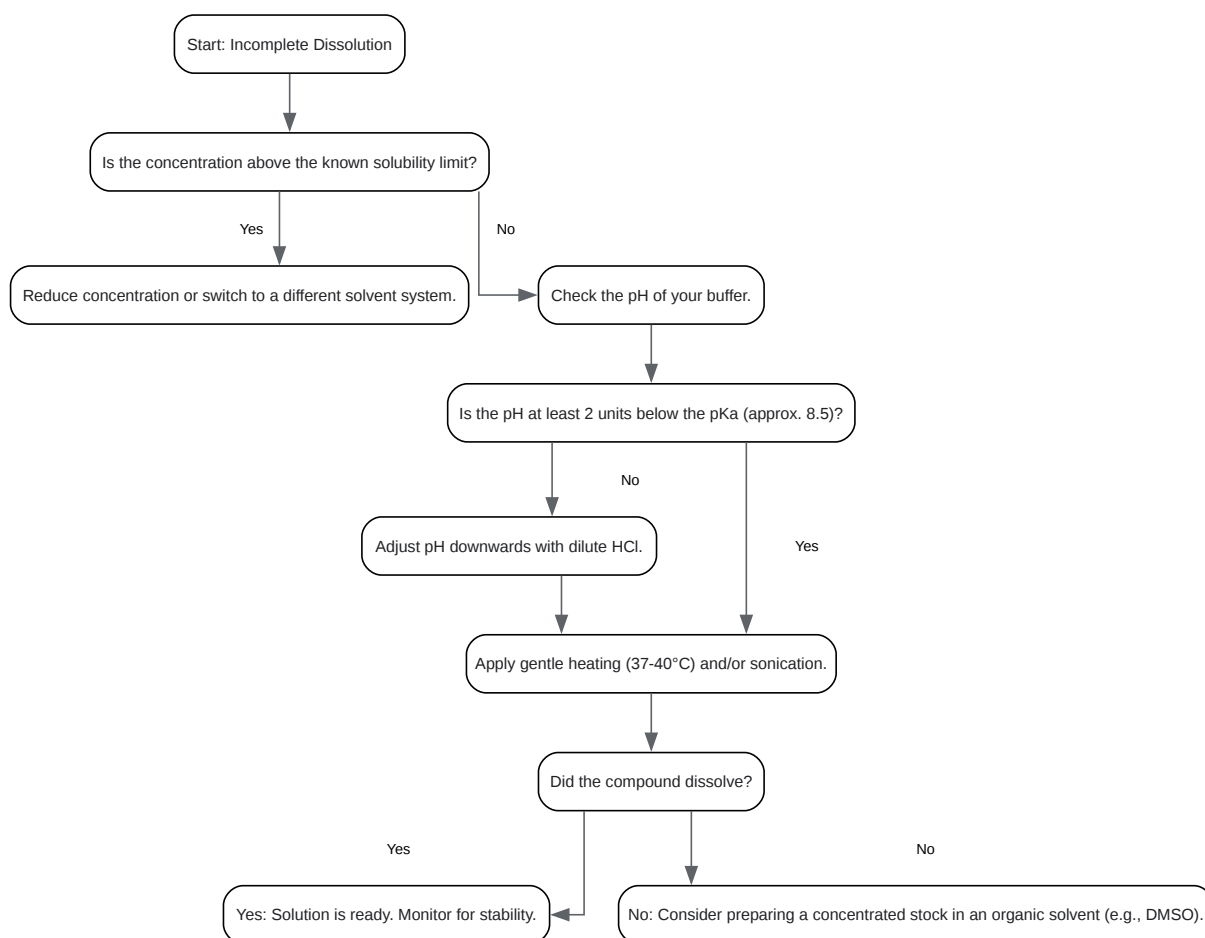 Start: Incomplete Dissolution
Is the concentration above the known solubility limit?
Yes
No
Reduce concentration or switch to a different solvent system.
Check the pH of your buffer.
Is the pH at least 2 units below the pKa (approx. 8.5)?
No
Adjust pH downwards with dilute HCl.
Yes
Apply gentle heating (37-40°C) and/or sonication.
Did the compound dissolve?
Yes
No
Yes: Solution is ready. Monitor for stability.
No: Consider preparing a concentrated stock in an organic solvent (e.g., DMSO).